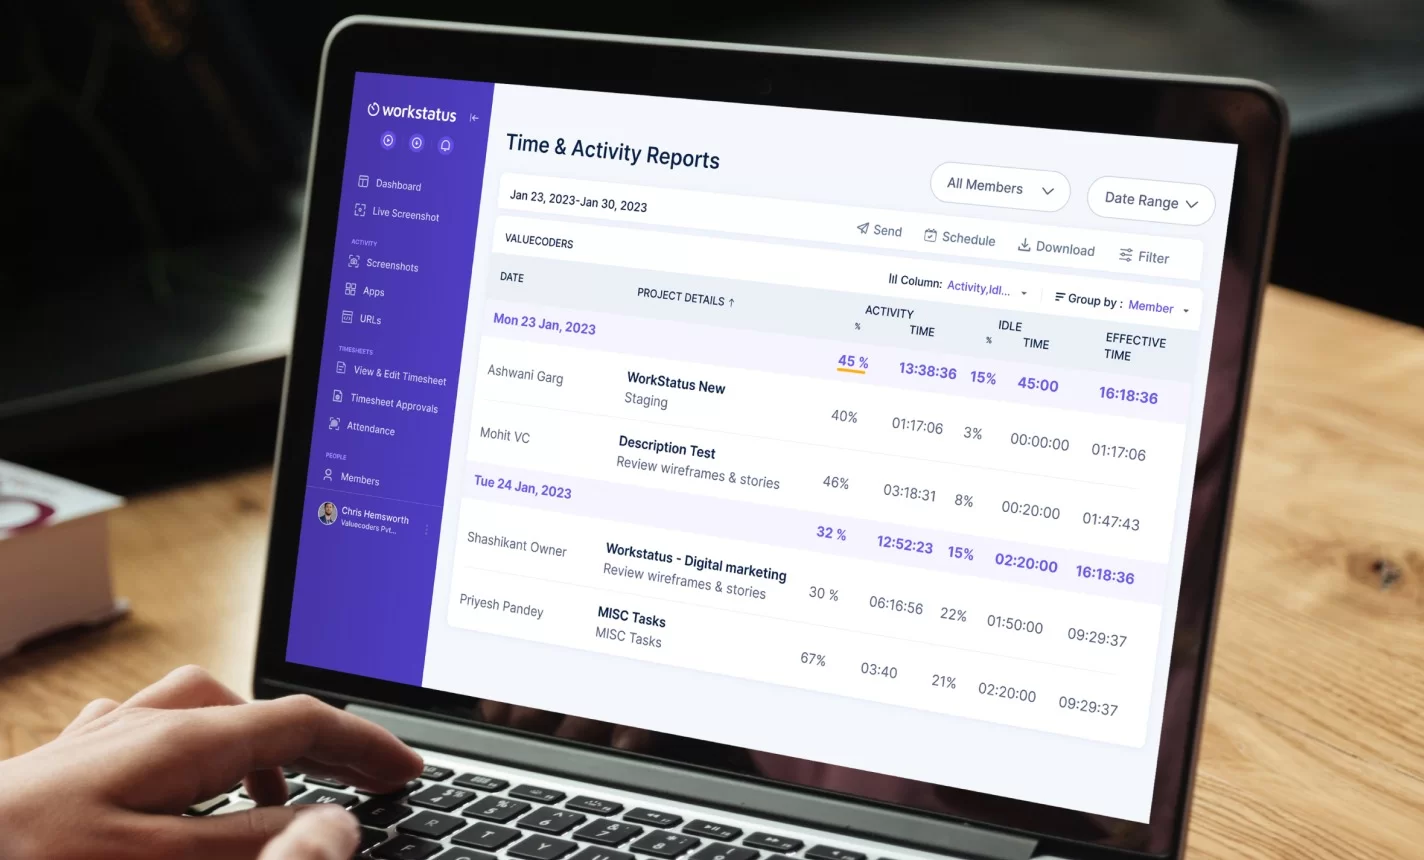 workstatus
Dashboard
Live Screenshot
ACTIVITY
Screenshots
Apps
URLs
TIMESHEETS
View & Edit Timesheet
Timesheet Approvals
Attendance
PEOPLE
Members
Chris Hemsworth
Valuecoders Pvt...
Time & Activity Reports
All Members
Date Range
Jan 23, 2023-Jan 30, 2023
Send Schedule Download Filter
VALUECODERS
Column: Activity,Idl... Group by : Member
DATE PROJECT DETAILS ↑ ACTIVITY IDLE EFFECTIVE
% TIME % TIME TIME
Mon 23 Jan, 2023 45 % 13:38:36 15% 45:00 16:18:36
Ashwani Garg WorkStatus New 40% 01:17:06 3% 00:00:00 01:17:06
Staging
Mohit VC Description Test 46% 03:18:31 8% 00:20:00 01:47:43
Review wireframes & stories
Tue 24 Jan, 2023 32 % 12:52:23 15% 02:20:00 16:18:36
Shashikant Owner Workstatus - Digital marketing 30 % 06:16:56 22% 01:50:00 09:29:37
Review wireframes & stories
Priyesh Pandey MISC Tasks 67% 03:40 21% 02:20:00 09:29:37
MISC Tasks
$ 4 % 5 ^ 6 & 7 * 8
W E R T Y
F